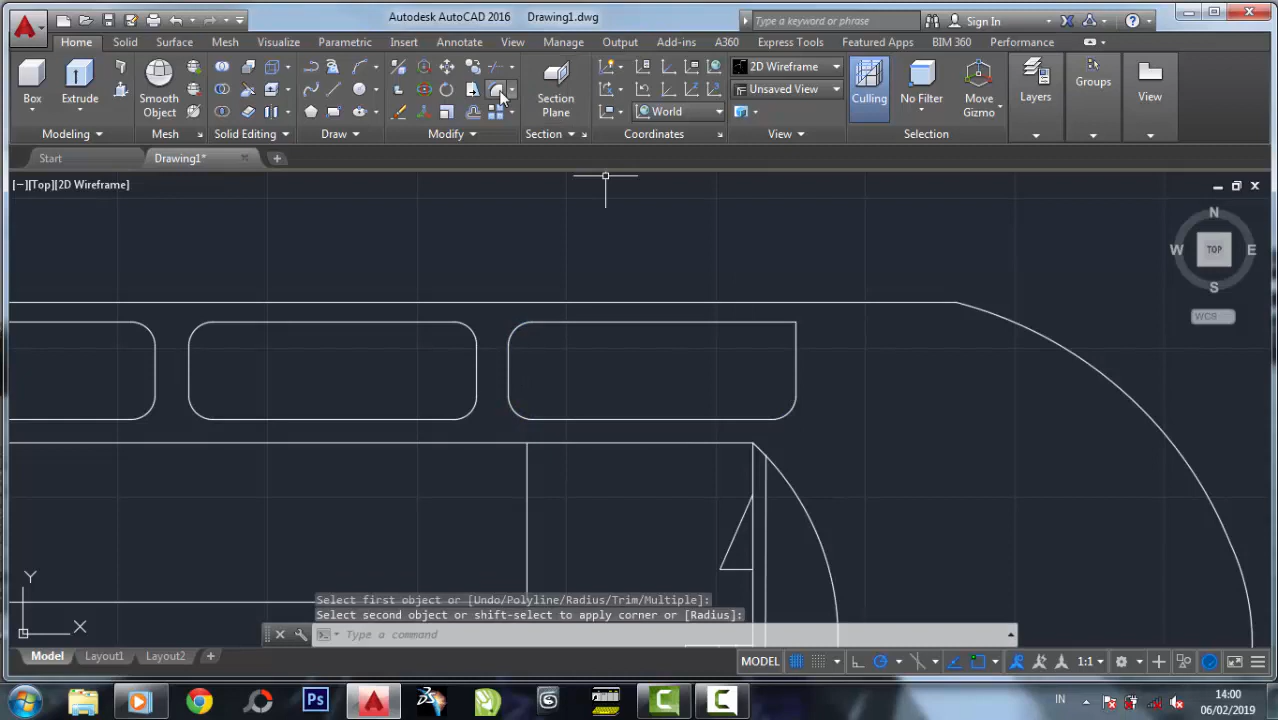 Autodesk AutoCAD 2016 Drawing1.dwg
Type a keyword or phrase
Sign In
Home Solid Surface Mesh Visualize Parametric Insert Annotate View Manage Output Add-ins A360 Express Tools Featured Apps BIM 360 Performance
Box
Extrude
Smooth
Object
Section
Plane
World
2D Wireframe
Unsaved View
Culling
No Filter
Move
Gizmo
Layers
Groups
View
Modeling Mesh Solid Editing Draw Modify Section Coordinates View Selection
Start Drawing1*
[−][Top][2D Wireframe]
N
W TOP E
S
WCS
Y
X
Select first object or [Undo/Polyline/Radius/Trim/Multiple]:
Select second object or shift-select to apply corner or [Radius]:
Type a command
Model Layout1 Layout2 +
MODEL 1:1
Ps
IN
14:00
06/02/2019